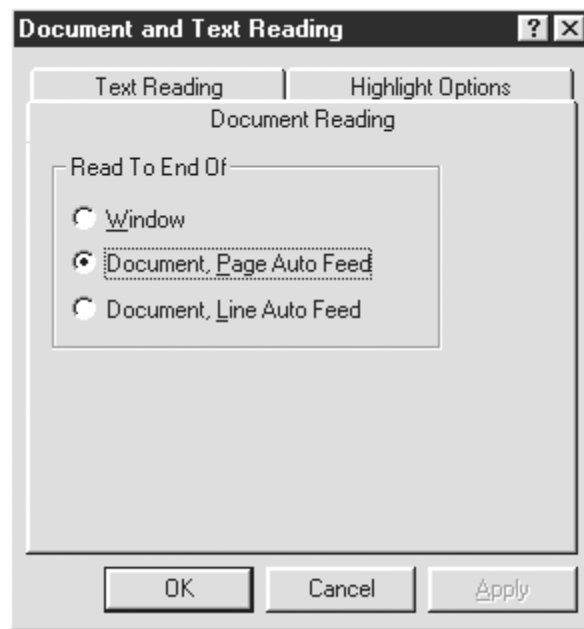 Document and Text Reading
Text Reading Highlight Options
Document Reading
Read To End Of
Window
Document, Page Auto Feed
Document, Line Auto Feed
OK Cancel Apply